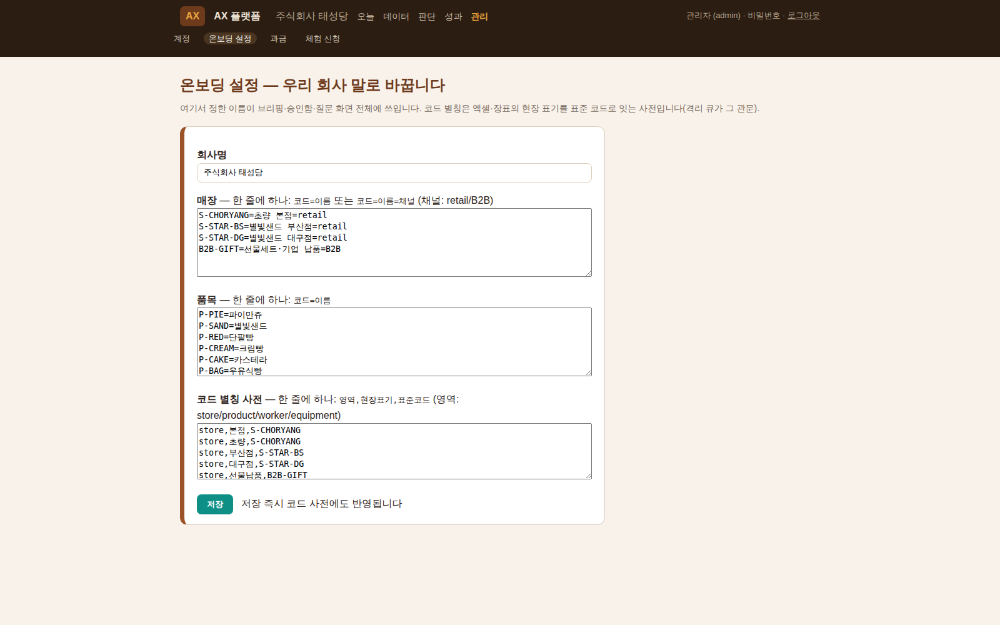 AX AX 플랫폼 주식회사 태성당 오늘 데이터 판단 성과 관리 관리자 (admin) · 비밀번호 · 로그아웃
계정 온보딩 설정 과금 체험 신청
온보딩 설정 — 우리 회사 말로 바꿉니다
여기서 정한 이름이 브리핑·승인함·질문 화면 전체에 쓰입니다. 코드 별칭은 엑셀·장표의 현장 표기를 표준 코드로 잇는 사전입니다(격리 큐가 그 관문).
회사명
주식회사 태성당
매장 — 한 줄에 하나: 코드=이름 또는 코드=이름=채널 (채널: retail/B2B)
S-CHORYANG=초량 본점=retail
S-STAR-BS=별빛샌드 부산점=retail
S-STAR-DG=별빛샌드 대구점=retail
B2B-GIFT=선물세트·기업 납품=B2B
품목 — 한 줄에 하나: 코드=이름
P-PIE=파이만쥬
P-SAND=별빛샌드
P-RED=단팥빵
P-CREAM=크림빵
P-CAKE=카스테라
P-BAG=우유식빵
코드 별칭 사전 — 한 줄에 하나: 영역,현장표기,표준코드 (영역:
store/product/worker/equipment)
store,본점,S-CHORYANG
store,초량,S-CHORYANG
store,부산점,S-STAR-BS
store,대구점,S-STAR-DG
store,선물납품,B2B-GIFT
저장 저장 즉시 코드 사전에도 반영됩니다